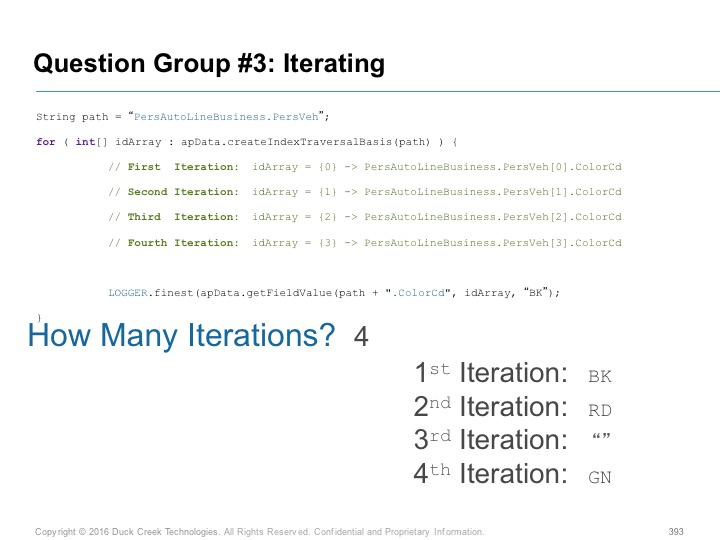 Question Group #3: Iterating
String path = “PersAutoLineBusiness.PersVeh”;
for ( int[] idArray : apData.createIndexTraversalBasis(path) ) {
// First  Iteration:  idArray = {0} -> PersAutoLineBusiness.PersVeh[0].ColorCd
// Second Iteration:  idArray = {1} -> PersAutoLineBusiness.PersVeh[1].ColorCd
// Third  Iteration:  idArray = {2} -> PersAutoLineBusiness.PersVeh[2].ColorCd
// Fourth Iteration:  idArray = {3} -> PersAutoLineBusiness.PersVeh[3].ColorCd
LOGGER.finest(apData.getFieldValue(path + ".ColorCd", idArray, “BK”);
}
How Many Iterations? 4
1st Iteration: BK
2nd Iteration: RD
3rd Iteration: “”
4th Iteration: GN
Copyright © 2016 Duck Creek Technologies. All Rights Reserved. Confidential and Proprietary Information. 393